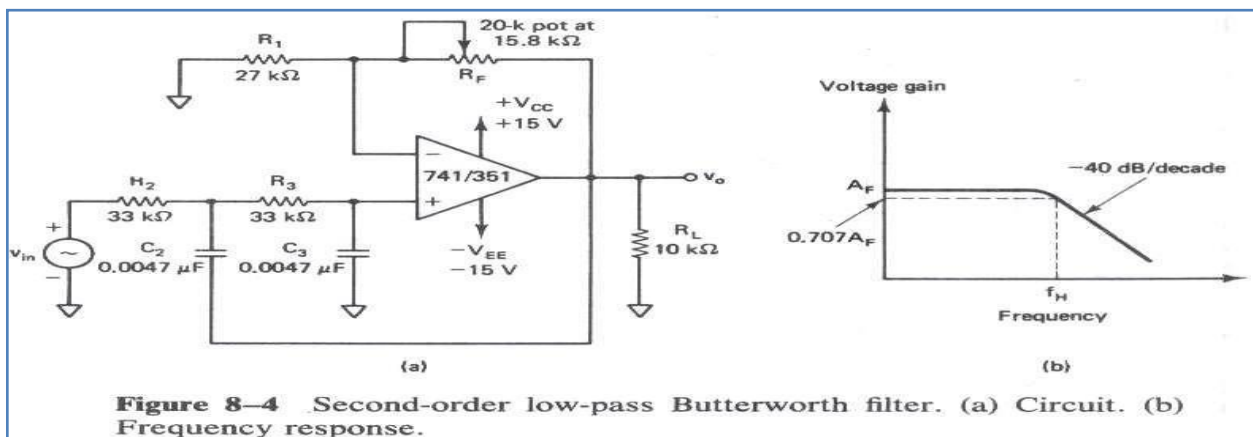 20-k pot at
15.8 kΩ
R1
27 kΩ
RF
+VCC
+15 V
−
741/351
+
vo
H2
33 kΩ
R3
33 kΩ
+
vin
−
C2
0.0047 μF
C3
0.0047 μF
−VEE
−15 V
RL
10 kΩ
(a)
Voltage gain
−40 dB/decade
AF
0.707AF
fH
Frequency
(b)
Figure 8–4 Second-order low-pass Butterworth filter. (a) Circuit. (b)
Frequency response.